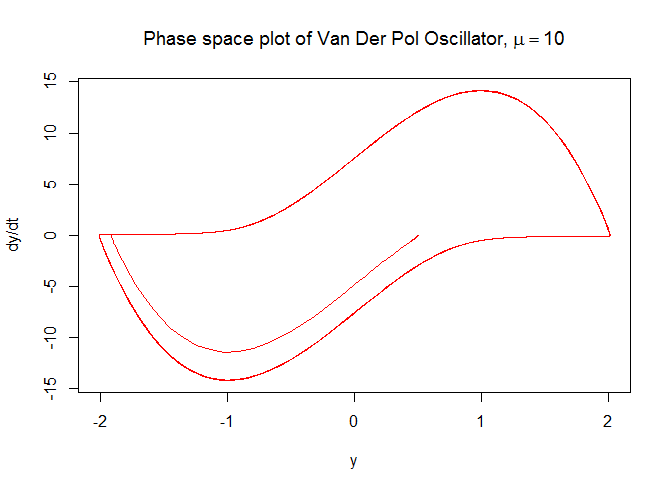 Phase space plot of Van Der Pol Oscillator, μ = 10
15
10
5
0
-5
-10
-15
dy/dt
-2 -1 0 1 2
y